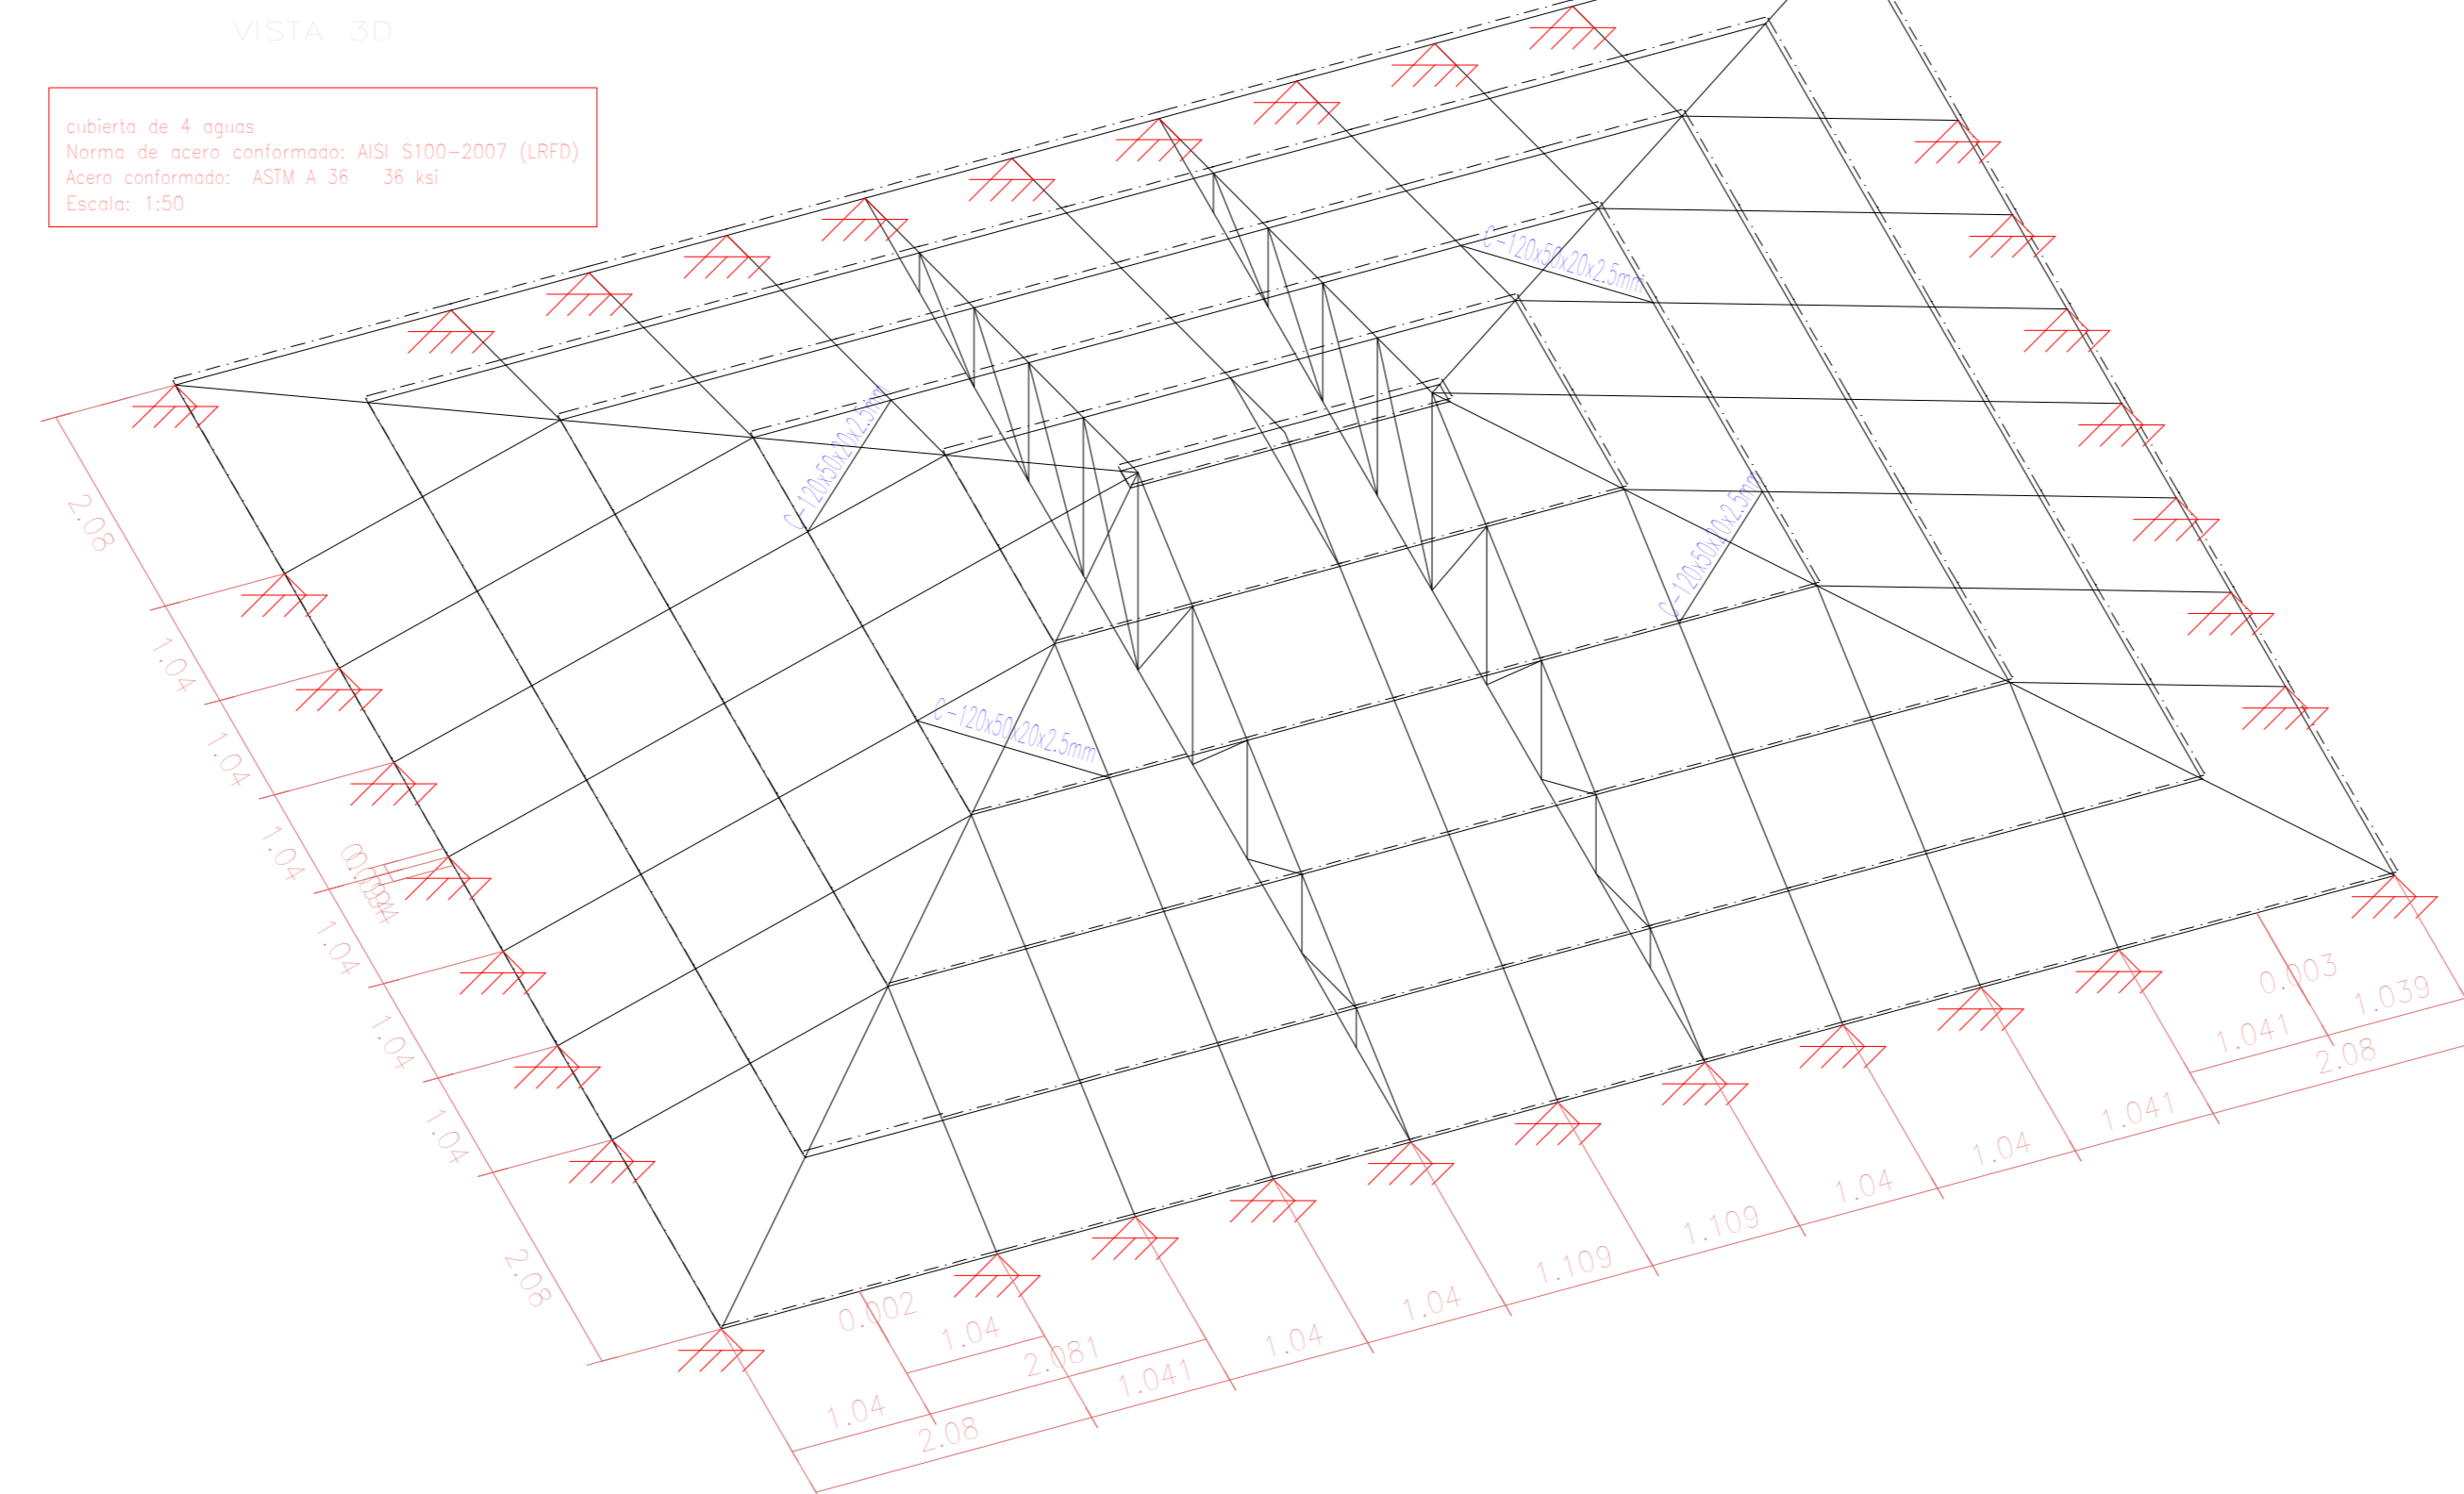 VISTA 3D
cubierta de 4 aguas
Norma de acero conformado: AISI S100-2007 (LRFD)
Acero conformado: ASTM A 36 36 ksi
Escala: 1:50
C-120x50x20x2.5mm
C-120x50x20x2.5mm
C-120x50x20x2.5mm
C-120x50x20x2.5mm
2.08
1.04
1.04
1.04
1.04
1.04
1.04
2.08
0.002
1.04
2.081
1.04
2.08
1.041
1.04
1.04
1.109
1.109
1.04
1.04
1.041
0.003
1.041
1.039
2.08